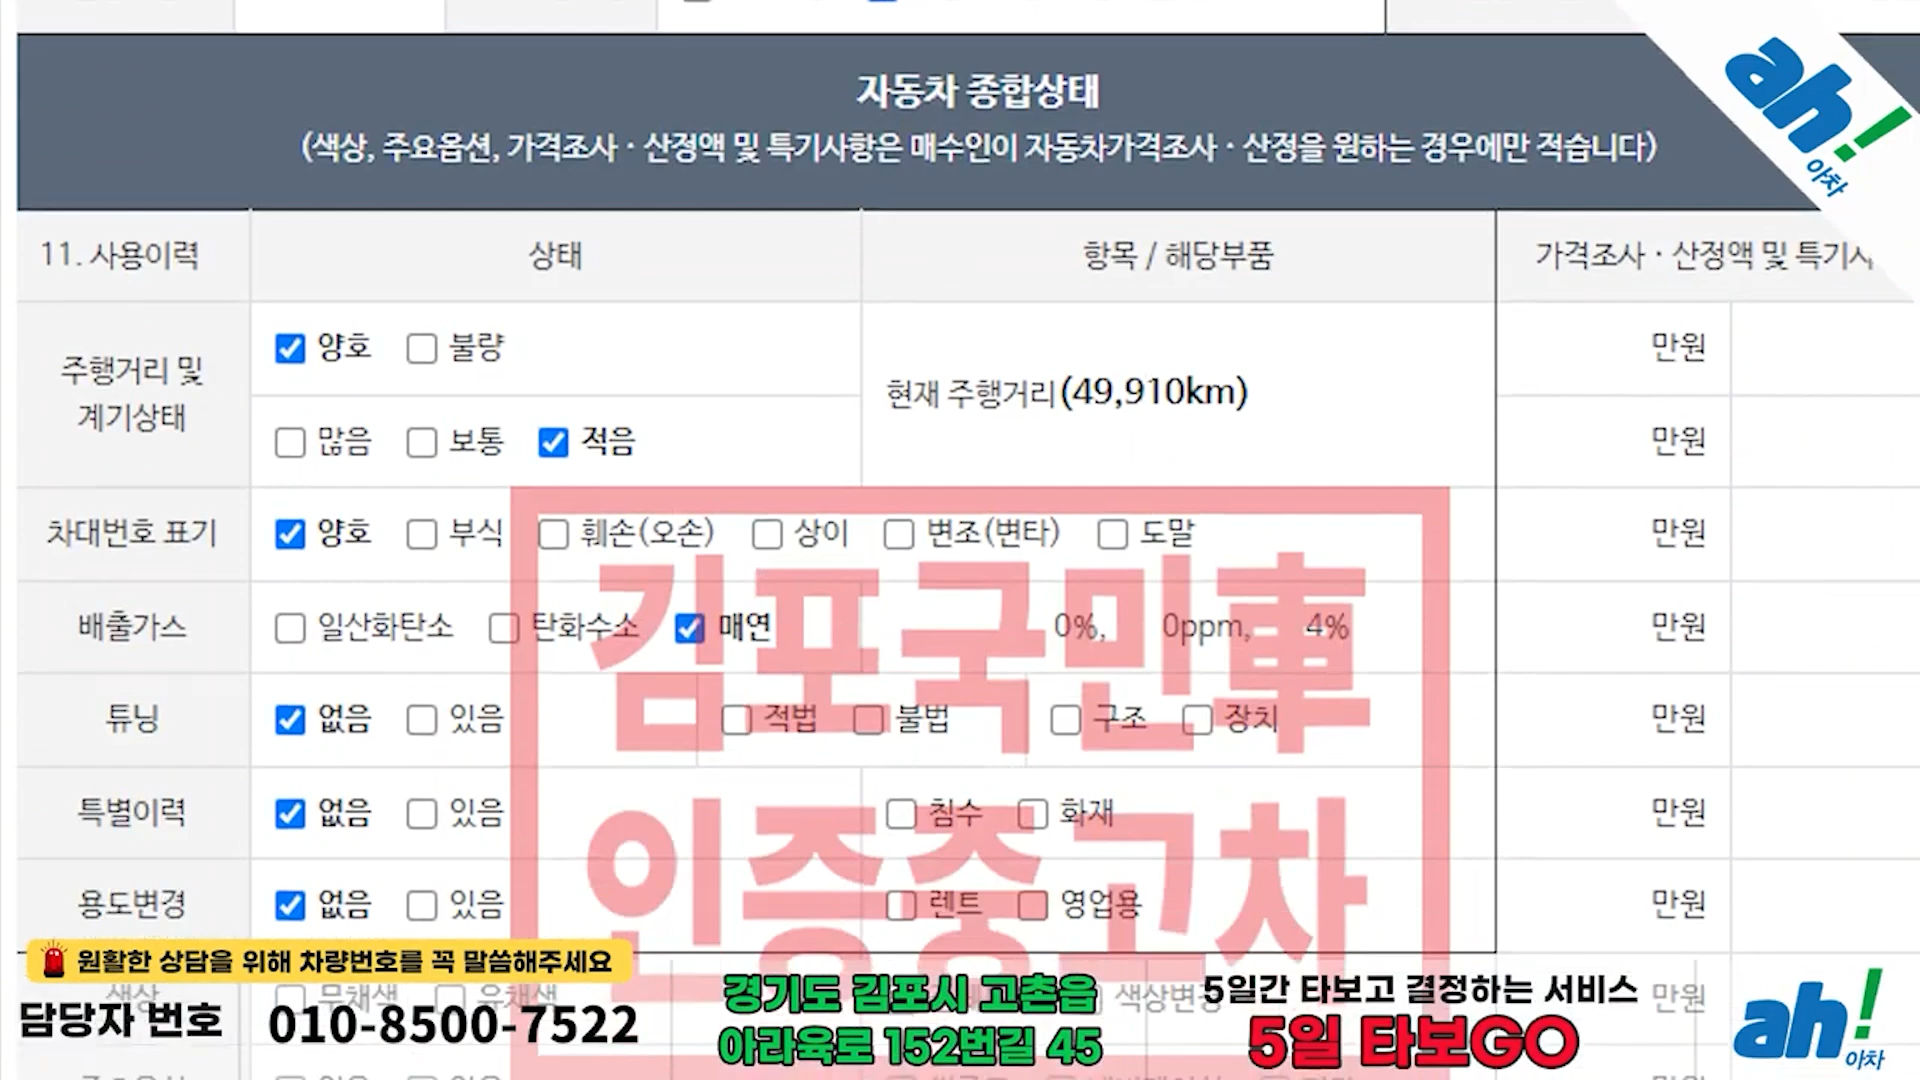 자동차 종합상태
(색상, 주요옵션, 가격조사 · 산정액 및 특기사항은 매수인이 자동차가격조사 · 산정을 원하는 경우에만 적습니다)
ah!
아차
11. 사용이력 상태 항목 / 해당부품 가격조사 · 산정액 및 특기사
주행거리 및
계기상태
양호 불량
현재 주행거리(49,910km)
만원
많음 보통 적음
만원
차대번호 표기 양호 부식 훼손(오손) 상이 변조(변타) 도말 만원
배출가스 일산화탄소 탄화수소 매연 0%, 0ppm, 4% 만원
튜닝 없음 있음 적법 불법 구조 장치 만원
특별이력 없음 있음 침수 화재 만원
용도변경 없음 있음 렌트 영업용 만원
김포국민車
인증중고차
원활한 상담을 위해 차량번호를 꼭 말씀해주세요
색상 무채색 유채색 색상변경 만원
담당자 번호 010-8500-7522
경기도 김포시 고촌읍
아라육로 152번길 45
5일간 타보고 결정하는 서비스
5일 타보GO
ah!
아차